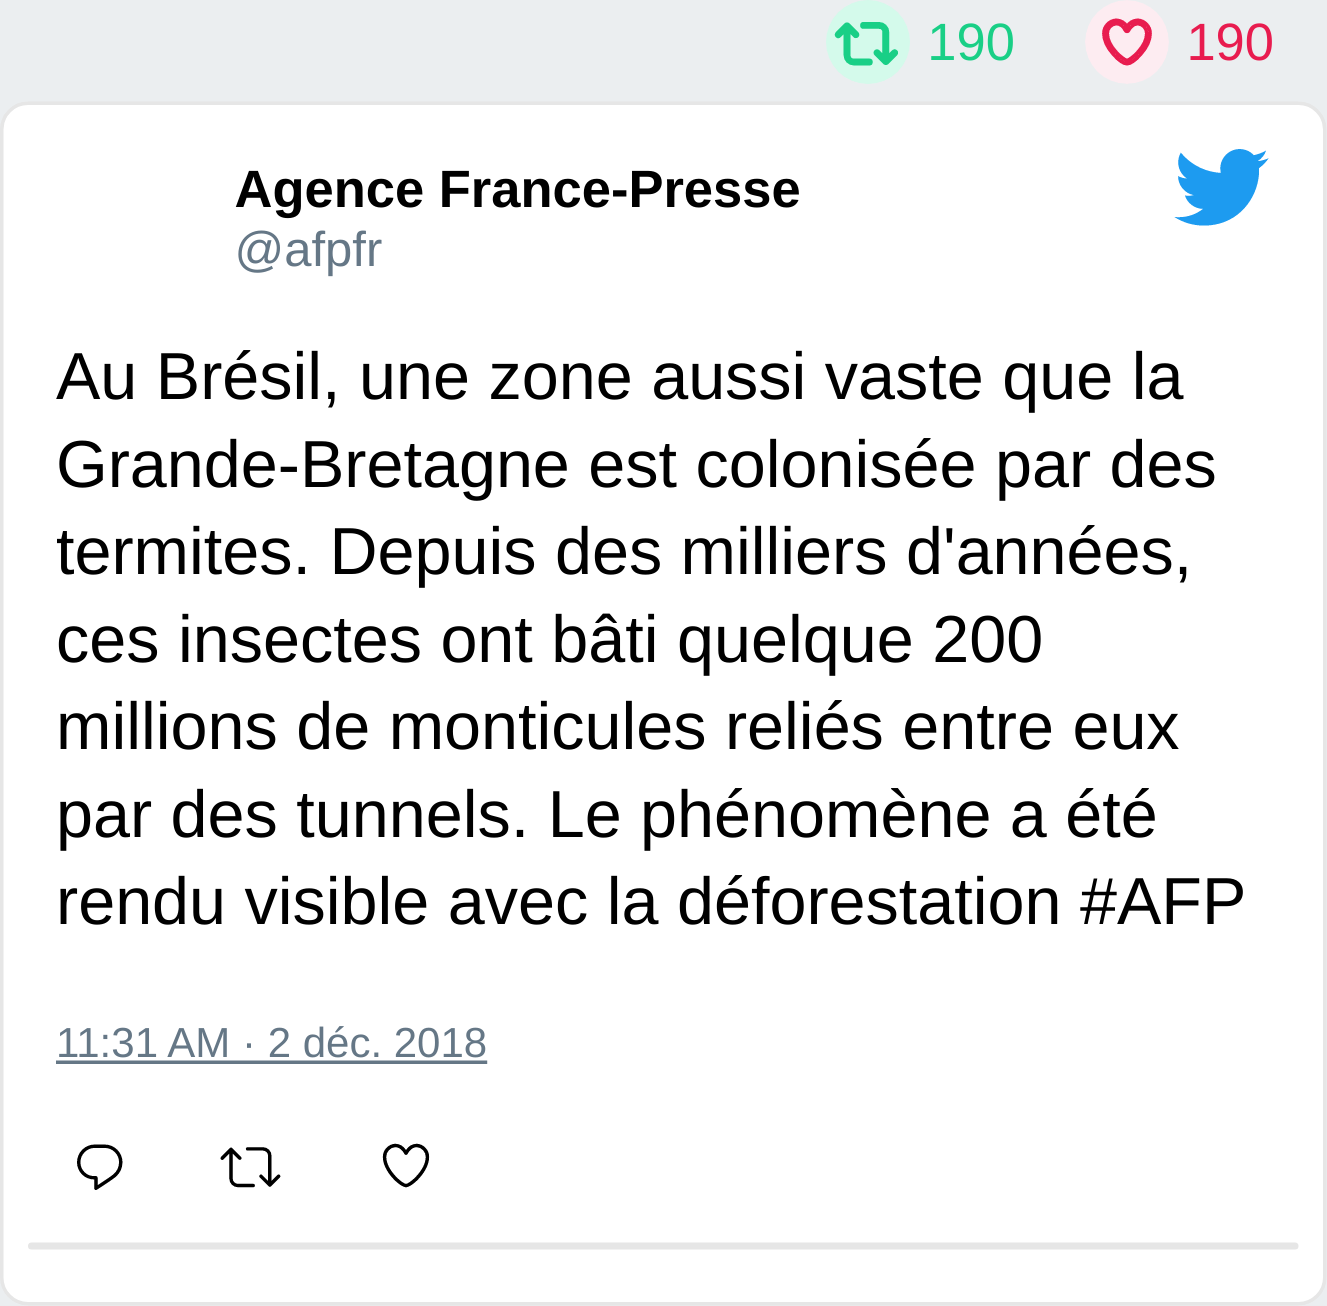 190 190
Agence France-Presse
@afpfr
Au Brésil, une zone aussi vaste que la
Grande-Bretagne est colonisée par des
termites. Depuis des milliers d'années,
ces insectes ont bâti quelque 200
millions de monticules reliés entre eux
par des tunnels. Le phénomène a été
rendu visible avec la déforestation #AFP
11:31 AM · 2 déc. 2018